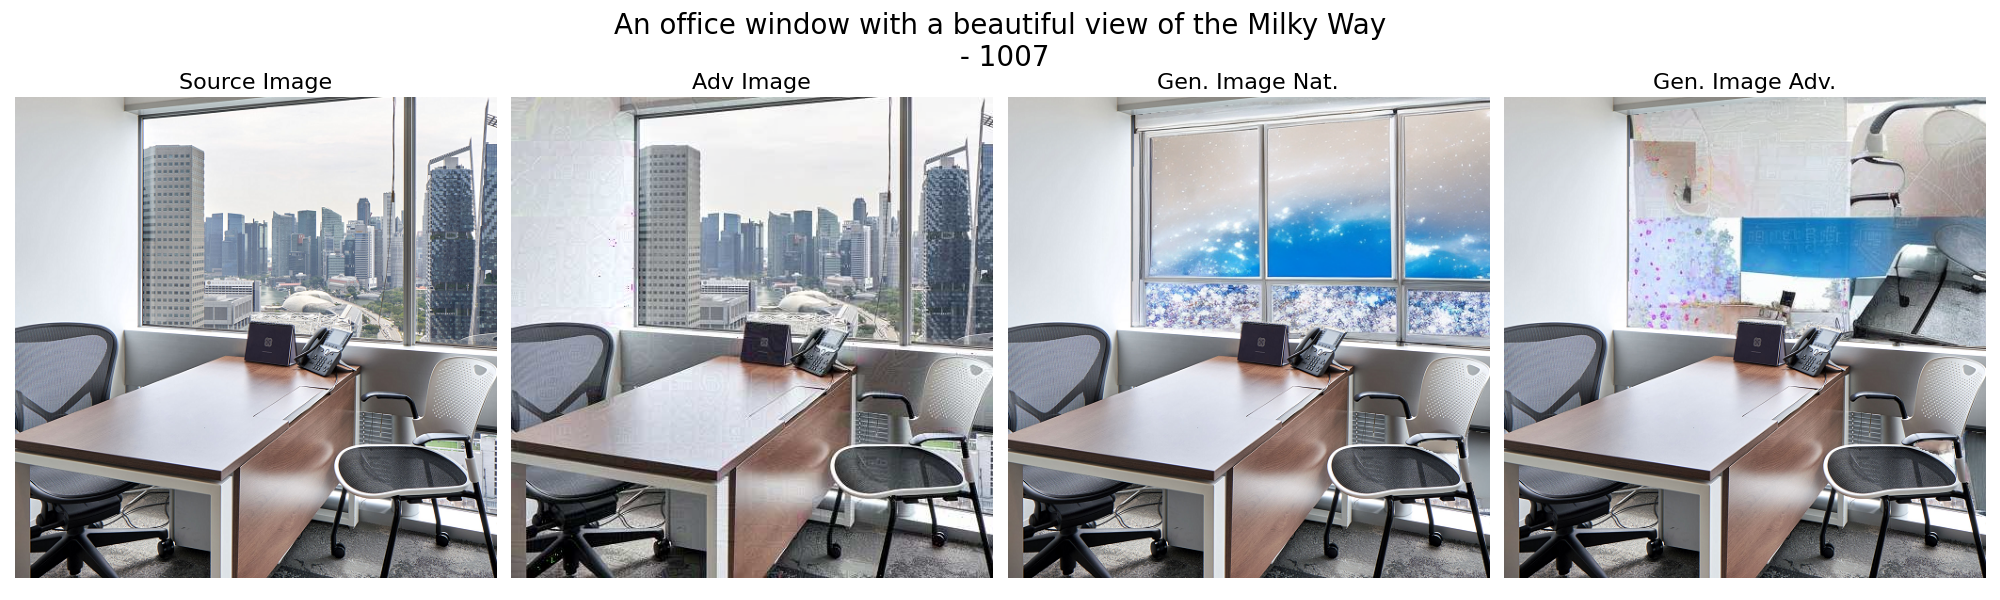 An office window with a beautiful view of the Milky Way
- 1007
Source Image
Adv Image
Gen. Image Nat.
Gen. Image Adv.